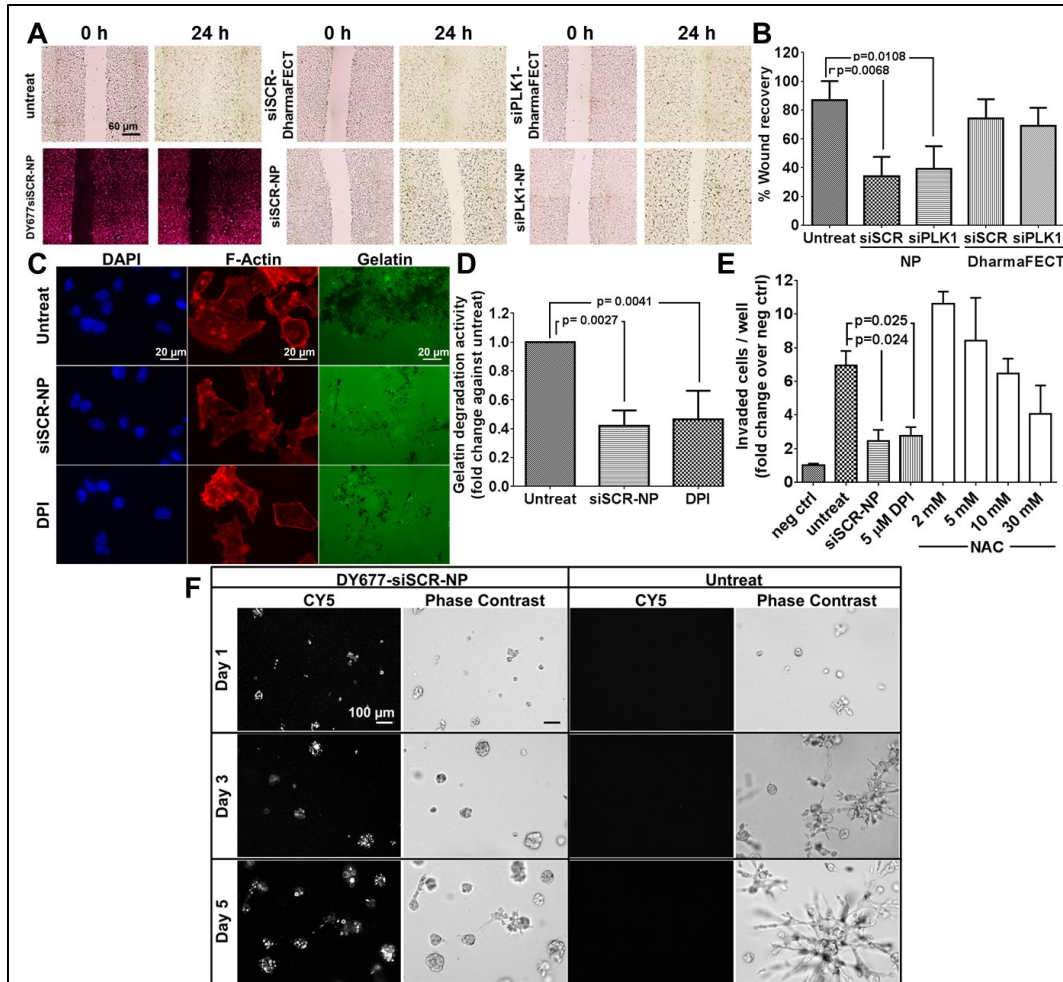 A
0 h
24 h
0 h
24 h
0 h
24 h
untreat
60 µm
siSCR-
DharmaFECT
siPLK1-
DharmaFECT
DY677siSCR-NP
siSCR-NP
siPLK1-NP
B
% Wound recovery
120
100
80
60
40
20
0
p=0.0108
p=0.0068
Untreat siSCR siPLK1 siSCR siPLK1
NP DharmaFECT
C
DAPI F-Actin Gelatin
Untreat
20 µm 20 µm 20 µm
siSCR-NP
DPI
D
Gelatin degradation activity
(fold change against untreat)
1.4
1.2
1.0
0.8
0.6
0.4
0.2
0.0
p= 0.0041
p= 0.0027
Untreat siSCR-NP DPI
E
Invaded cells / well
(fold change over neg ctrl)
12
10
8
6
4
2
0
p=0.025
p=0.024
neg ctrl
untreat
siSCR-NP
5 µM DPI
2 mM
5 mM
10 mM
30 mM
NAC
F
DY677-siSCR-NP Untreat
CY5 Phase Contrast CY5 Phase Contrast
Day 1
100 µm
Day 3
Day 5